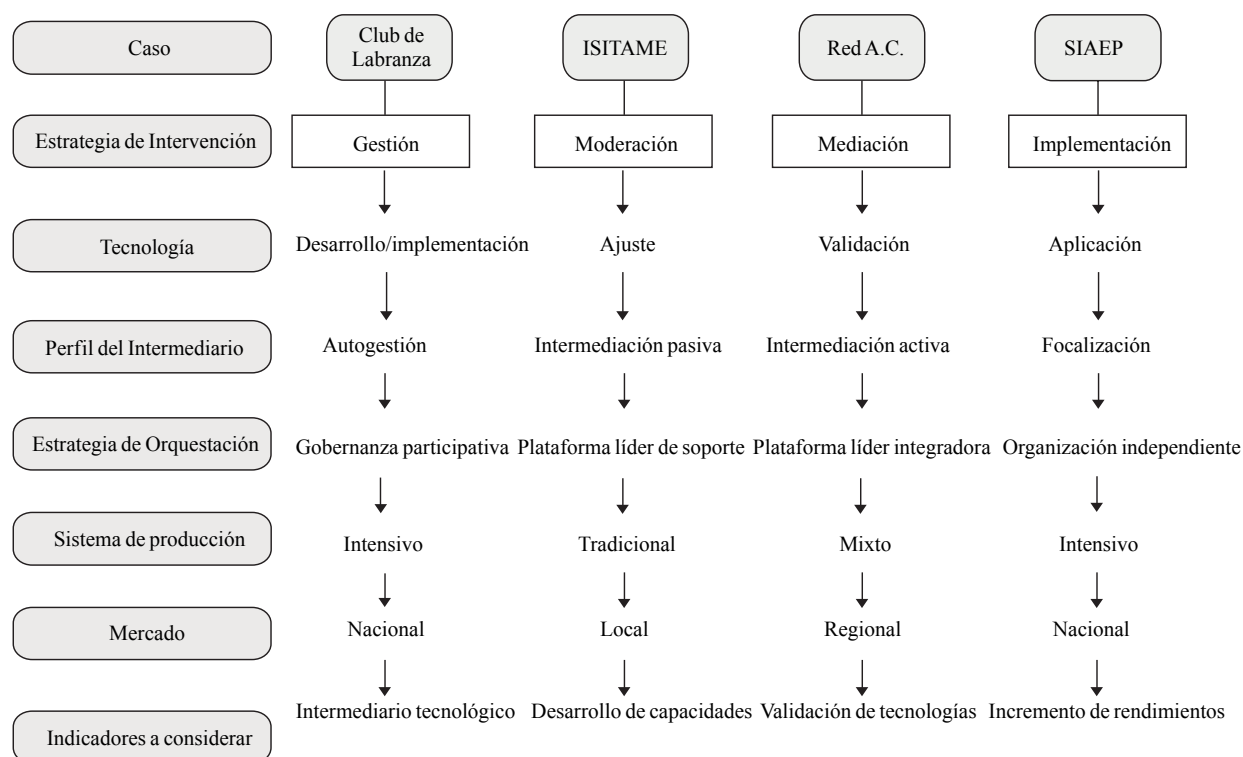 Caso
Club de
Labranza
ISITAME
Red A.C.
SIAEP
Estrategia de Intervención
Gestión
Moderación
Mediación
Implementación
Tecnología
Desarrollo/implementación
Ajuste
Validación
Aplicación
Perfil del Intermediario
Autogestión
Intermediación pasiva
Intermediación activa
Focalización
Estrategia de Orquestación
Gobernanza participativa
Plataforma líder de soporte
Plataforma líder integradora
Organización independiente
Sistema de producción
Intensivo
Tradicional
Mixto
Intensivo
Mercado
Nacional
Local
Regional
Nacional
Indicadores a considerar
Intermediario tecnológico
Desarrollo de capacidades
Validación de tecnologías
Incremento de rendimientos